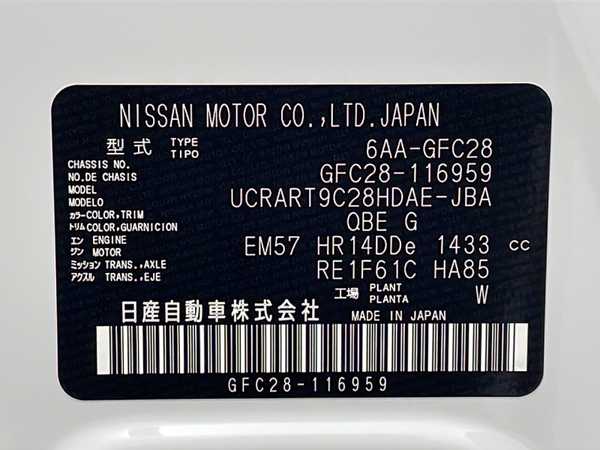 NISSAN MOTOR CO.,LTD.JAPAN
型式 TYPE TIPO 6AA-GFC28
CHASSIS NO. NO.DE CHASIS GFC28-116959
MODEL MODELO UCRART9C28HDAE-JBA
カラー COLOR,TRIM トリム COLOR,GUARNICION QBE G
エン ENGINE ジン MOTOR EM57 HR14DDe 1433 cc
ミッション TRANS.,AXLE アクスル TRANS.,EJE RE1F61C HA85
工場 PLANT PLANTA W
日産自動車株式会社 MADE IN JAPAN
GFC28-116959